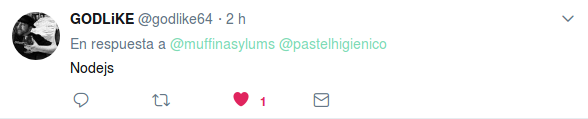 GODLiKE @godlike64 · 2 h
En respuesta a @muffinasylums @pastelhigienico
Nodejs
1